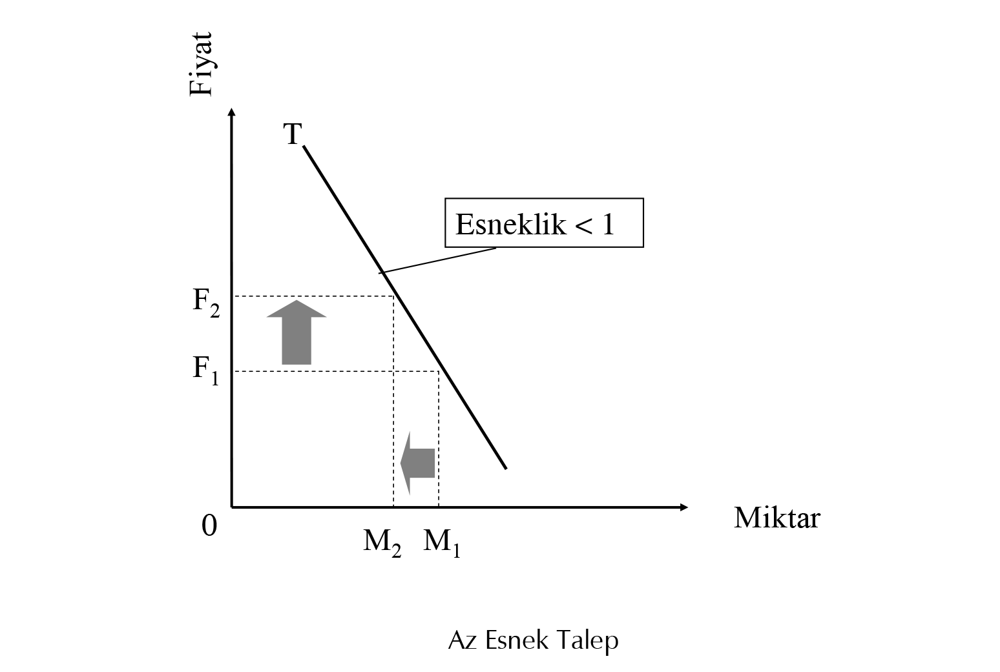 Fiyat
T
Esneklik < 1
F₂
F₁
0
Miktar
M₂ M₁
Az Esnek Talep